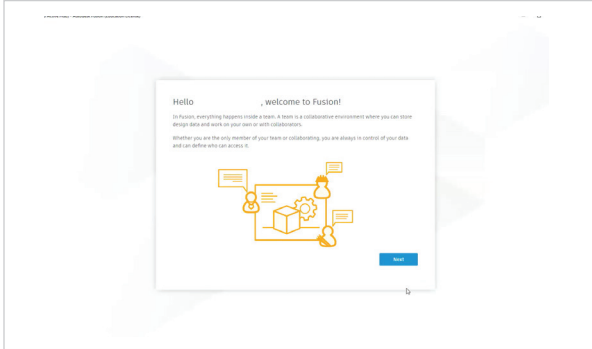 Hello , welcome to Fusion!
In Fusion, everything happens inside a team. A team is a collaborative environment where you can store
design data and work on your own or with collaborators.
Whether you are the only member of your team or collaborating, you are always in control of your data
and can define who can access it.
Next